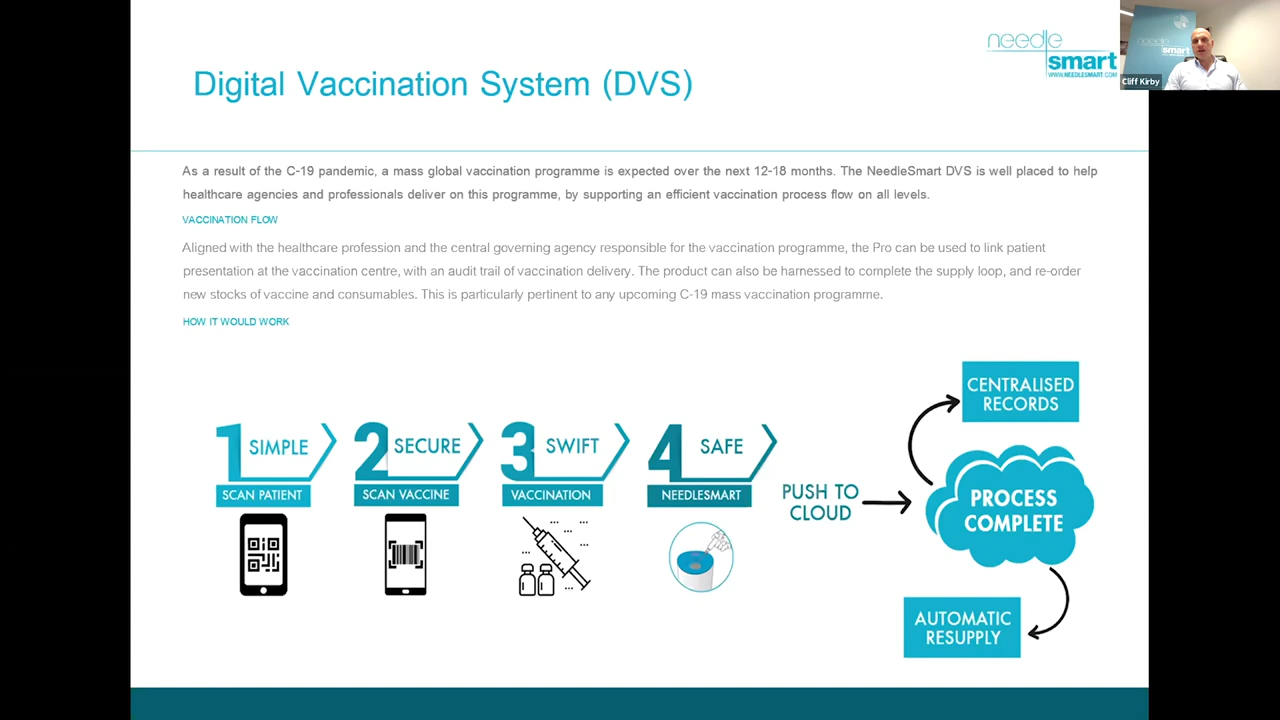 needle
smart
WWW.NEEDLESMART.COM
needle
smart
Cliff Kirby
Digital Vaccination System (DVS)
As a result of the C-19 pandemic, a mass global vaccination programme is expected over the next 12-18 months. The NeedleSmart DVS is well placed to help
healthcare agencies and professionals deliver on this programme, by supporting an efficient vaccination process flow on all levels.
VACCINATION FLOW
Aligned with the healthcare profession and the central governing agency responsible for the vaccination programme, the Pro can be used to link patient
presentation at the vaccination centre, with an audit trail of vaccination delivery. The product can also be harnessed to complete the supply loop, and re-order
new stocks of vaccine and consumables. This is particularly pertinent to any upcoming C-19 mass vaccination programme.
HOW IT WOULD WORK
1 SIMPLE
SCAN PATIENT
2 SECURE
SCAN VACCINE
3 SWIFT
VACCINATION
4 SAFE
NEEDLESMART
PUSH TO
CLOUD
CENTRALISED
RECORDS
PROCESS
COMPLETE
AUTOMATIC
RESUPPLY